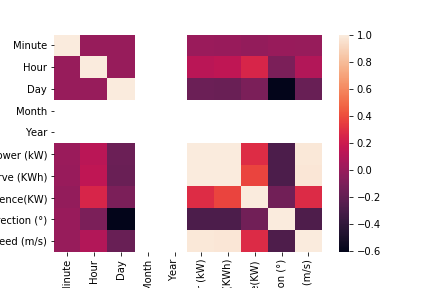 Minute
Hour
Day
Month
Year
ower (kW)
rve (KWh)
ence(KW)
rection (°)
eed (m/s)
1.0
0.8
0.6
0.4
0.2
0.0
−0.2
−0.4
−0.6
linute
Hour
Day
Month
Year
r (kW)
(KWh)
e(KW)
on (°)
(m/s)